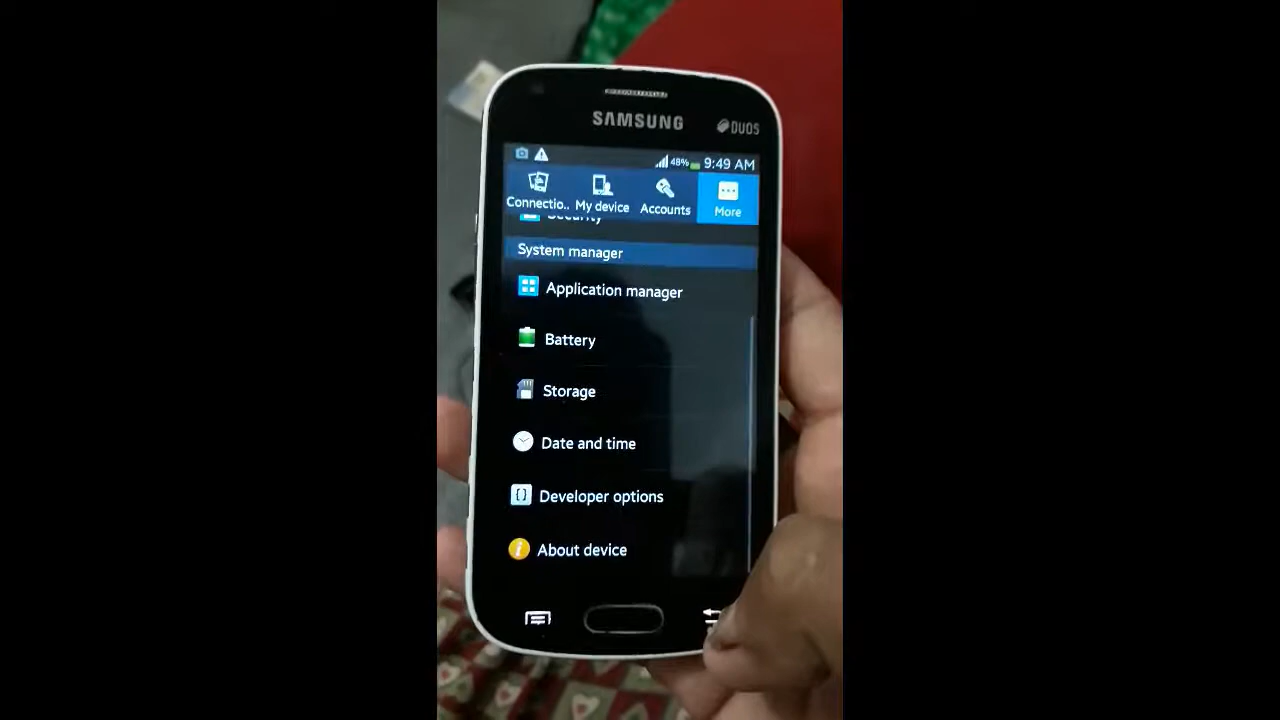 SAMSUNG
DUOS
48% 9:49 AM
Connectio.. My device Accounts More
Security
System manager
Application manager
Battery
Storage
Date and time
Developer options
About device